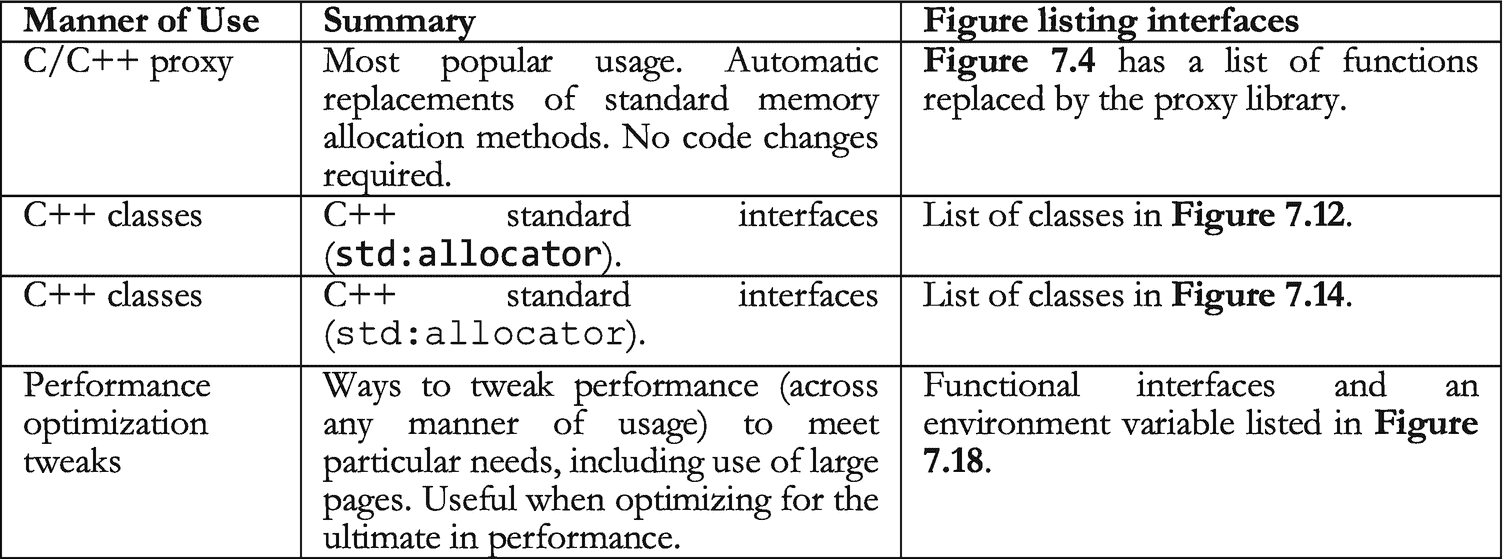 Manner of Use Summary Figure listing interfaces
C/C++ proxy
Most popular usage. Automatic
replacements of standard memory
allocation methods. No code changes
required.
Figure 7.4 has a list of functions
replaced by the proxy library.
C++ classes
C++ standard interfaces
(std:allocator).
List of classes in Figure 7.12.
C++ classes
C++ standard interfaces
(std:allocator).
List of classes in Figure 7.14.
Performance
optimization
tweaks
Ways to tweak performance (across
any manner of usage) to meet
particular needs, including use of large
pages. Useful when optimizing for the
ultimate in performance.
Functional interfaces and an
environment variable listed in Figure
7.18.